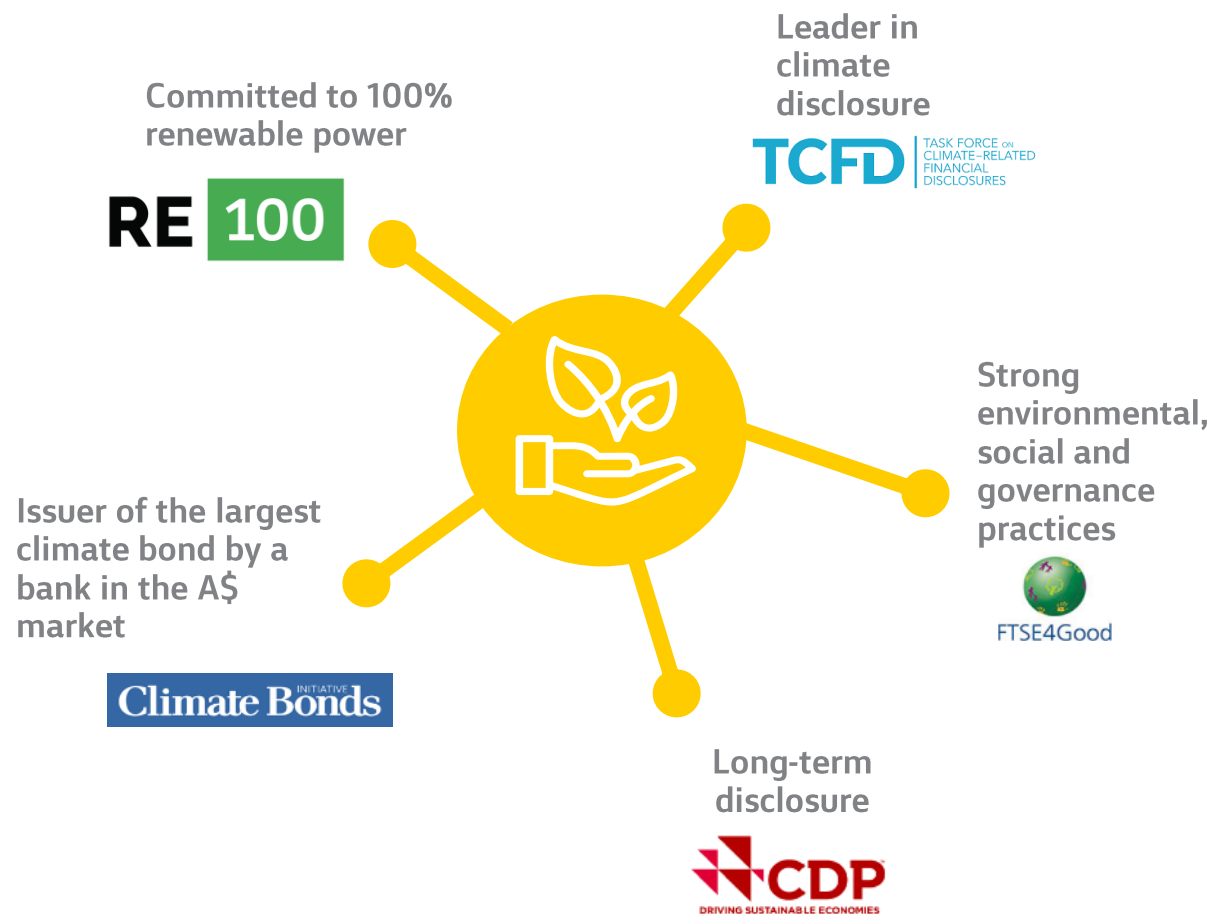 Leader in
climate
disclosure
TCFD
TASK FORCE ON
CLIMATE-RELATED
FINANCIAL
DISCLOSURES
Committed to 100%
renewable power
RE 100
Strong
environmental,
social and
governance
practices
FTSE4Good
Issuer of the largest
climate bond by a
bank in the A$
market
Climate Bonds
INITIATIVE
Long-term
disclosure
CDP
DRIVING SUSTAINABLE ECONOMIES